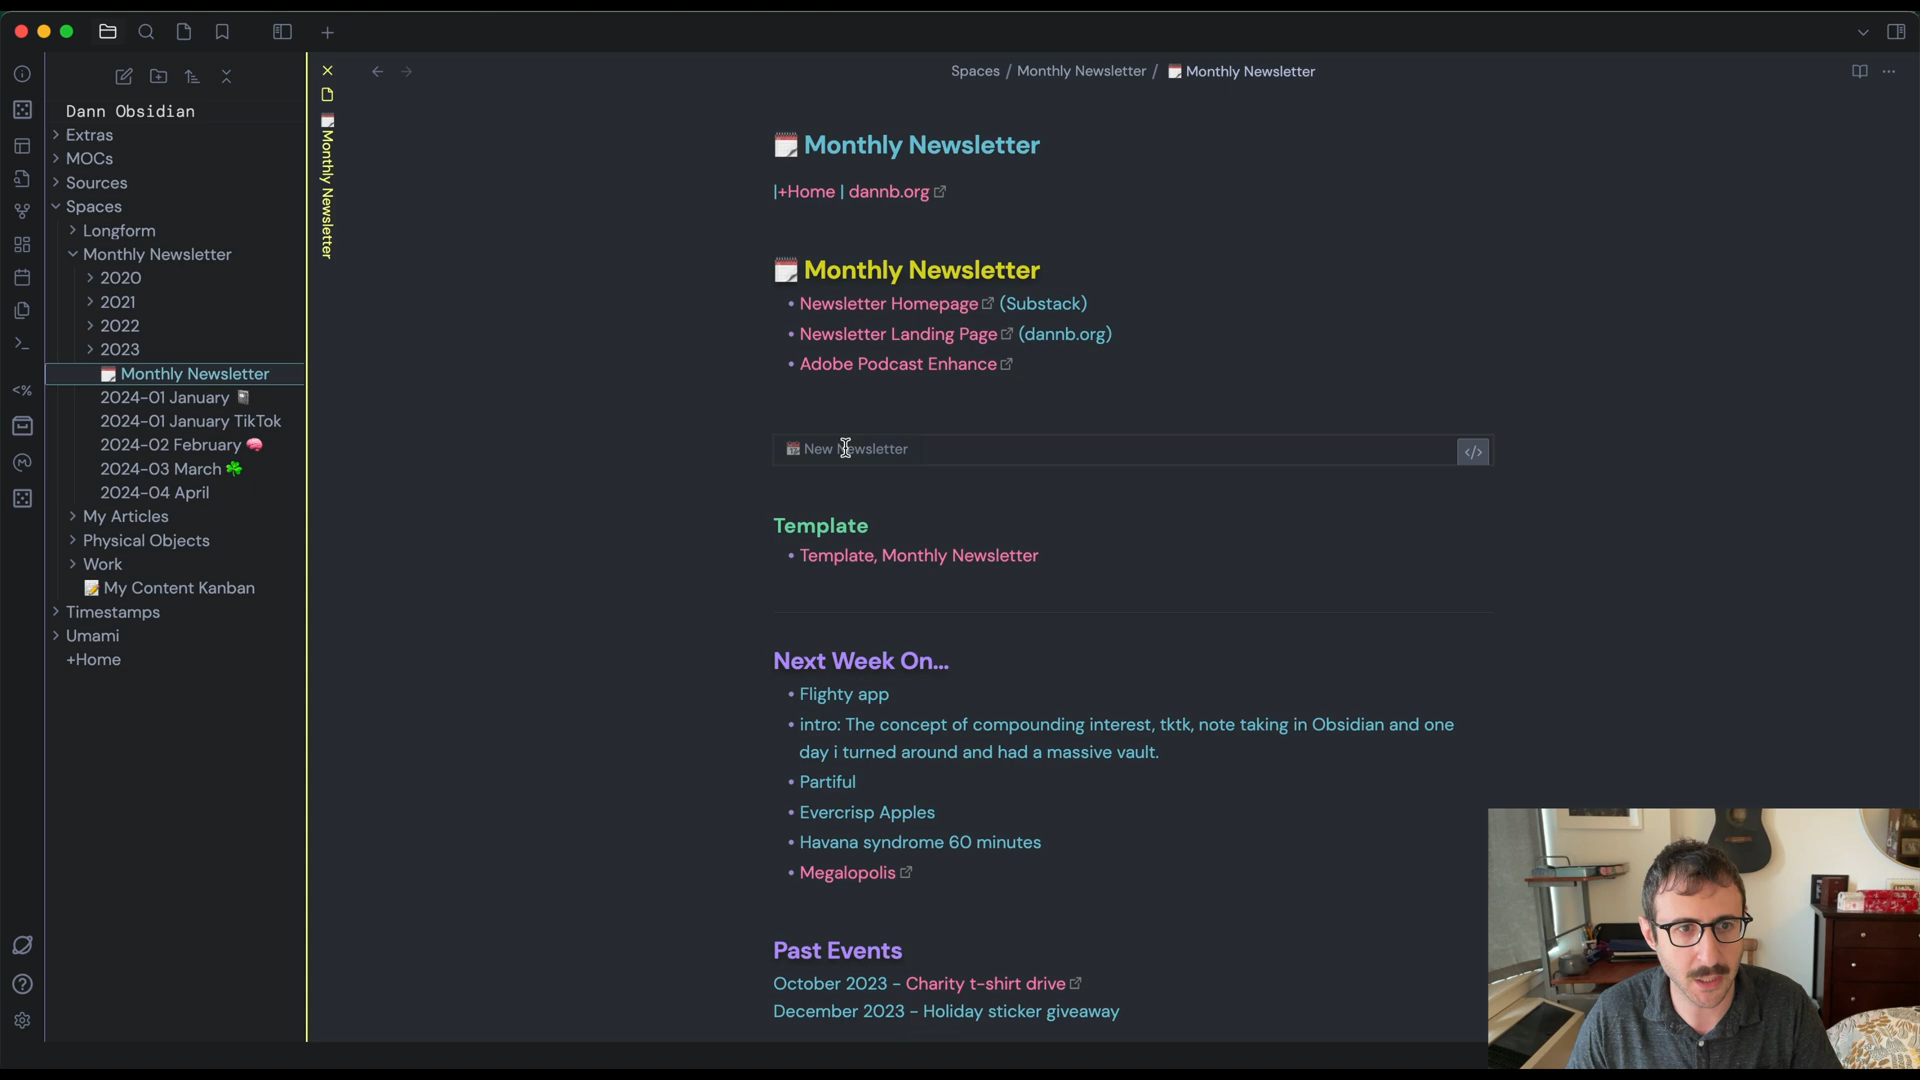 Dann Obsidian
Extras
MOCs
Sources
Spaces
Longform
Monthly Newsletter
2020
2021
2022
2023
🗓️ Monthly Newsletter
2024-01 January 📓
2024-01 January TikTok
2024-02 February 🧠
2024-03 March ☘️
2024-04 April
My Articles
Physical Objects
Work
📝 My Content Kanban
Timestamps
Umami
+Home
🗓️ Monthly Newsletter
Spaces / Monthly Newsletter / 🗓️ Monthly Newsletter
🗓️ Monthly Newsletter
|+Home | dannb.org
🗓️ Monthly Newsletter
• Newsletter Homepage (Substack)
• Newsletter Landing Page (dannb.org)
• Adobe Podcast Enhance
📆 New Newsletter
</>
Template
• Template, Monthly Newsletter
Next Week On...
• Flighty app
• intro: The concept of compounding interest, tktk, note taking in Obsidian and one
day i turned around and had a massive vault.
• Partiful
• Evercrisp Apples
• Havana syndrome 60 minutes
• Megalopolis
Past Events
October 2023 - Charity t-shirt drive
December 2023 - Holiday sticker giveaway